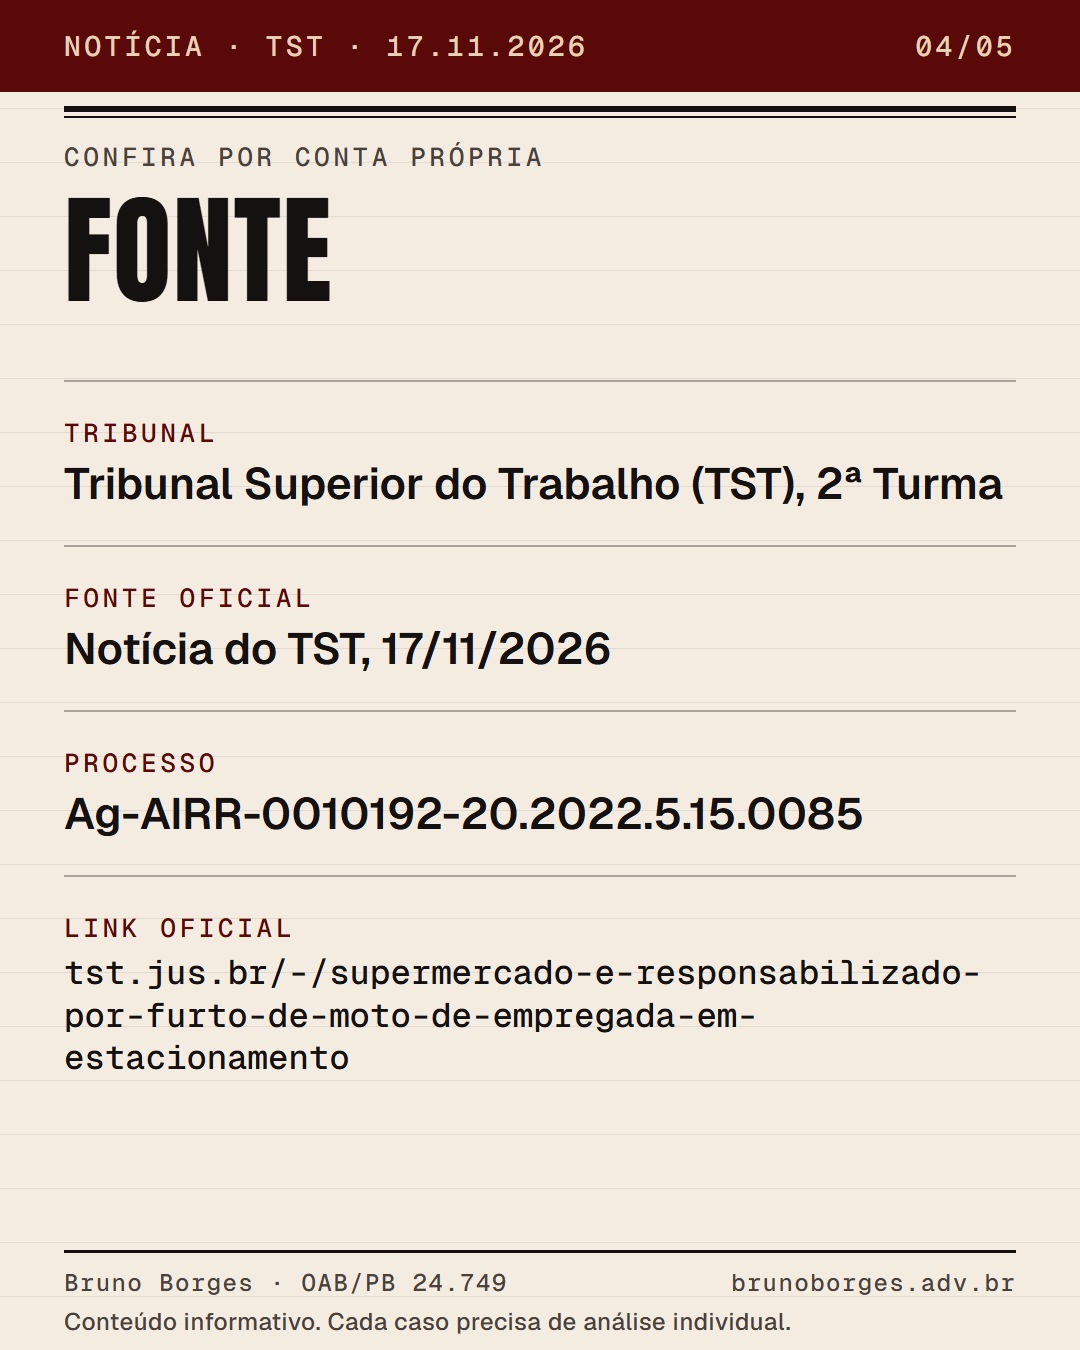 NOTÍCIA · TST · 17.11.2026
04/05
CONFIRA POR CONTA PRÓPRIA
FONTE
TRIBUNAL
Tribunal Superior do Trabalho (TST), 2ª Turma
FONTE OFICIAL
Notícia do TST, 17/11/2026
PROCESSO
Ag-AIRR-0010192-20.2022.5.15.0085
LINK OFICIAL
tst.jus.br/-/supermercado-e-responsabilizado-
por-furto-de-moto-de-empregada-em-
estacionamento
Bruno Borges · OAB/PB 24.749
brunoborges.adv.br
Conteúdo informativo. Cada caso precisa de análise individual.